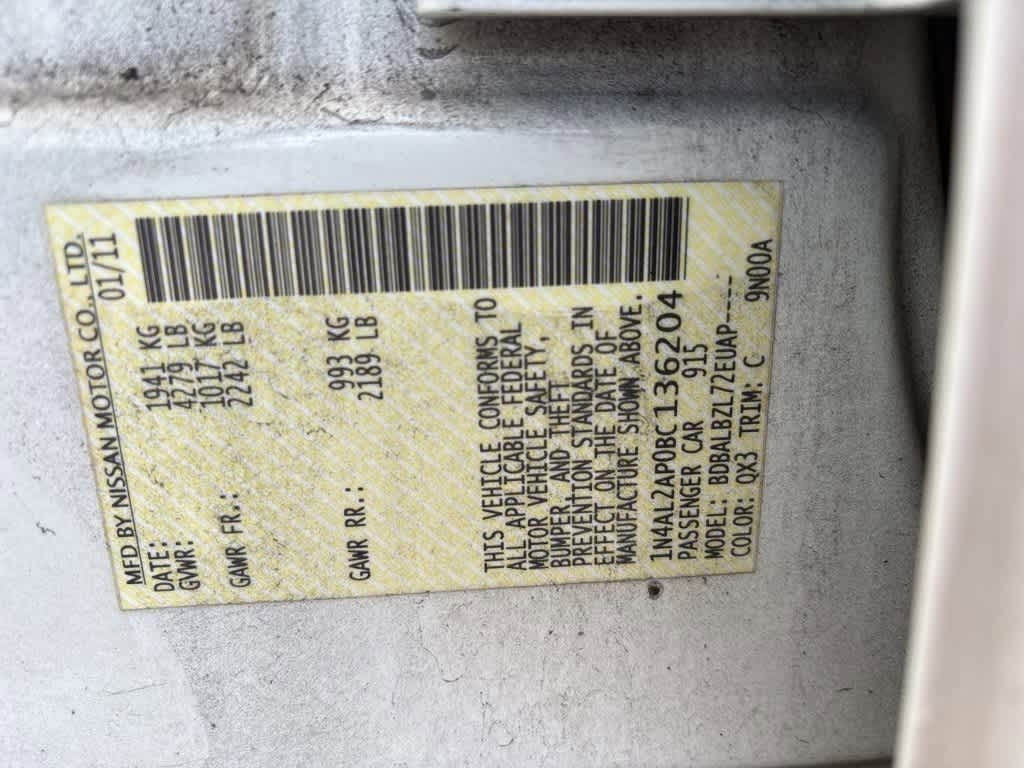 MFD BY NISSAN MOTOR CO., LTD.
DATE: 01/11
GVWR: 1941 KG
4279 LB
GAWR FR.: 1017 KG
2242 LB
GAWR RR.: 993 KG
2189 LB
THIS VEHICLE CONFORMS TO
ALL APPLICABLE FEDERAL
MOTOR VEHICLE SAFETY,
BUMPER, AND THEFT
PREVENTION STANDARDS IN
EFFECT ON THE DATE OF
MANUFACTURE SHOWN ABOVE.
1N4AL2AP0BC136204
PASSENGER CAR 915
MODEL: BDBALBZL72EUAP----:
COLOR: QX3 TRIM: C 9N00A